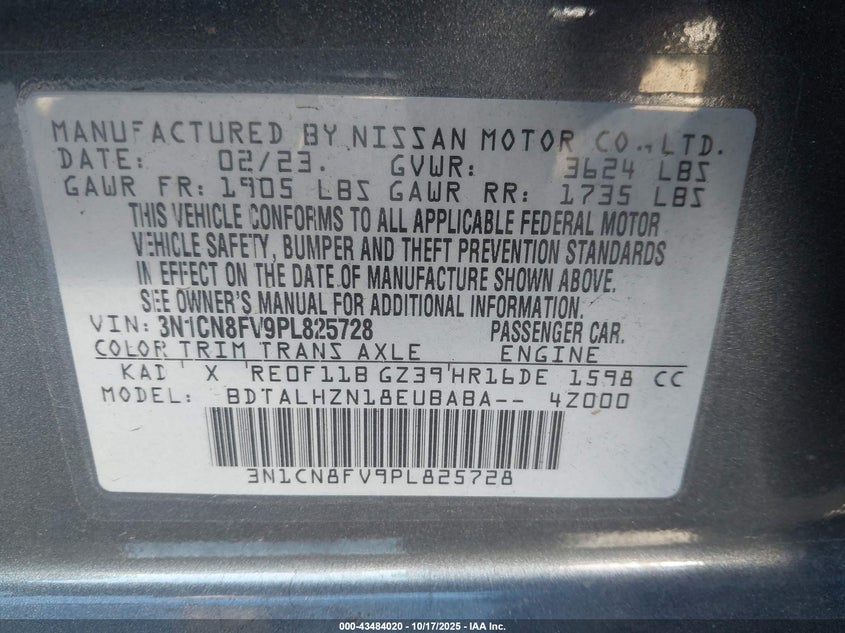 MANUFACTURED BY NISSAN MOTOR CO., LTD.
DATE: 02/23. GVWR: 3624 LBS
GAWR FR: 1905 LBS GAWR RR: 1735 LBS
THIS VEHICLE CONFORMS TO ALL APPLICABLE FEDERAL MOTOR
VEHICLE SAFETY, BUMPER AND THEFT PREVENTION STANDARDS
IN EFFECT ON THE DATE OF MANUFACTURE SHOWN ABOVE.
SEE OWNER'S MANUAL FOR ADDITIONAL INFORMATION.
VIN: 3N1CN8FV9PL825728 PASSENGER CAR.
COLOR TRIM TRANS AXLE ENGINE
KAD X RE0F11B GZ39 HR16DE 1598 CC
MODEL: BDTALHZN18EUBABA-- 4Z000
3N1CN8FV9PL825728
000-43484020 - 10/17/2025 - IAA Inc.